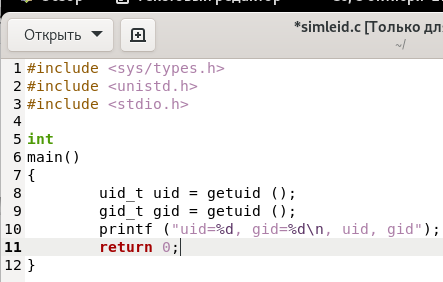 Открыть
*simleid.c [Только для
~/
1 #include <sys/types.h>
2 #include <unistd.h>
3 #include <stdio.h>
4
5 int
6 main()
7 {
8 uid_t uid = getuid ();
9 gid_t gid = getuid ();
10 printf ("uid=%d, gid=%d\n, uid, gid");
11 return 0;
12 }